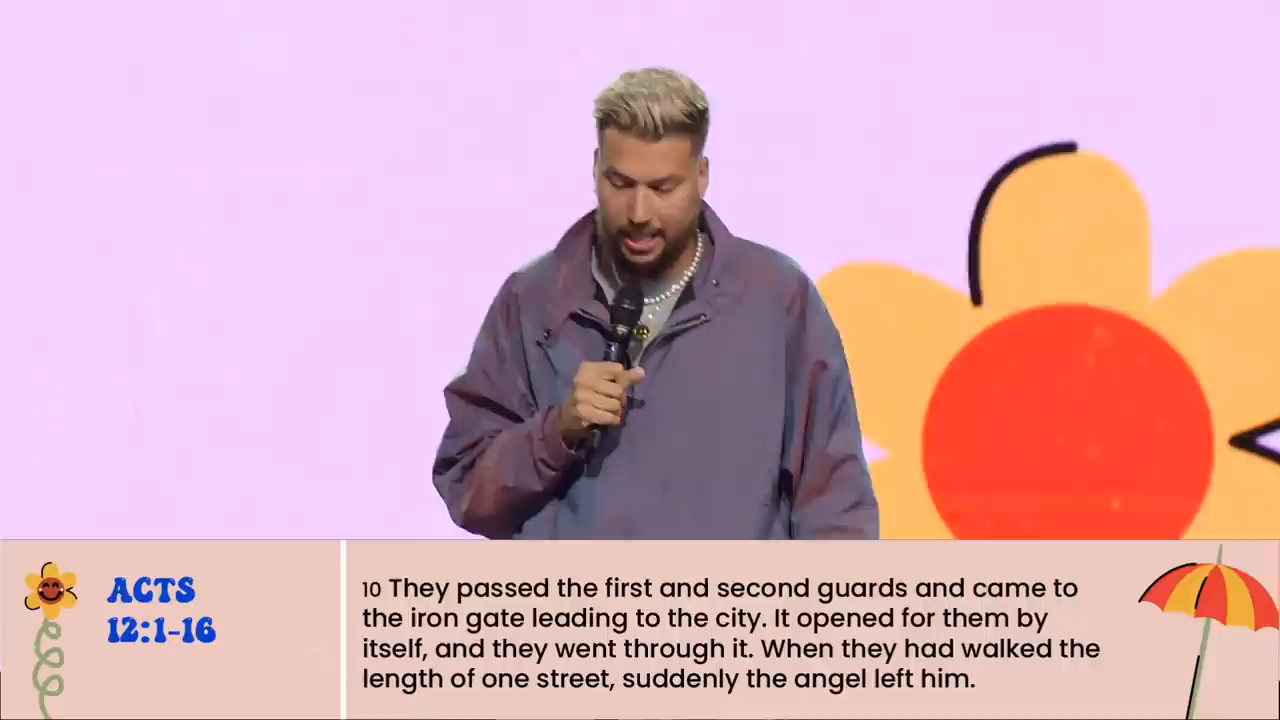 ACTS
12:1-16
10 They passed the first and second guards and came to
the iron gate leading to the city. It opened for them by
itself, and they went through it. When they had walked the
length of one street, suddenly the angel left him.